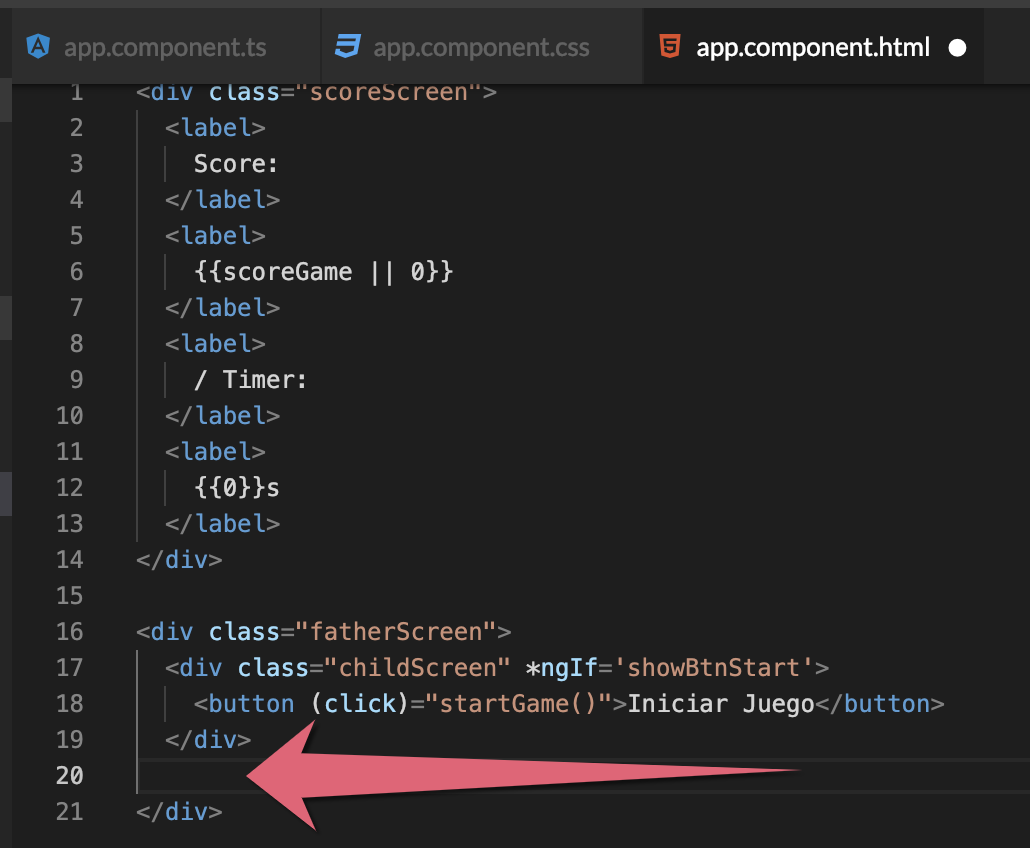 app.component.ts app.component.css app.component.html
1 <div class="scoreScreen">
2   <label>
3     Score:
4   </label>
5   <label>
6     {{scoreGame || 0}}
7   </label>
8   <label>
9     / Timer:
10   </label>
11   <label>
12     {{0}}s
13   </label>
14 </div>
15
16 <div class="fatherScreen">
17   <div class="childScreen" *ngIf='showBtnStart'>
18     <button (click)="startGame()">Iniciar Juego</button>
19   </div>
20
21 </div>